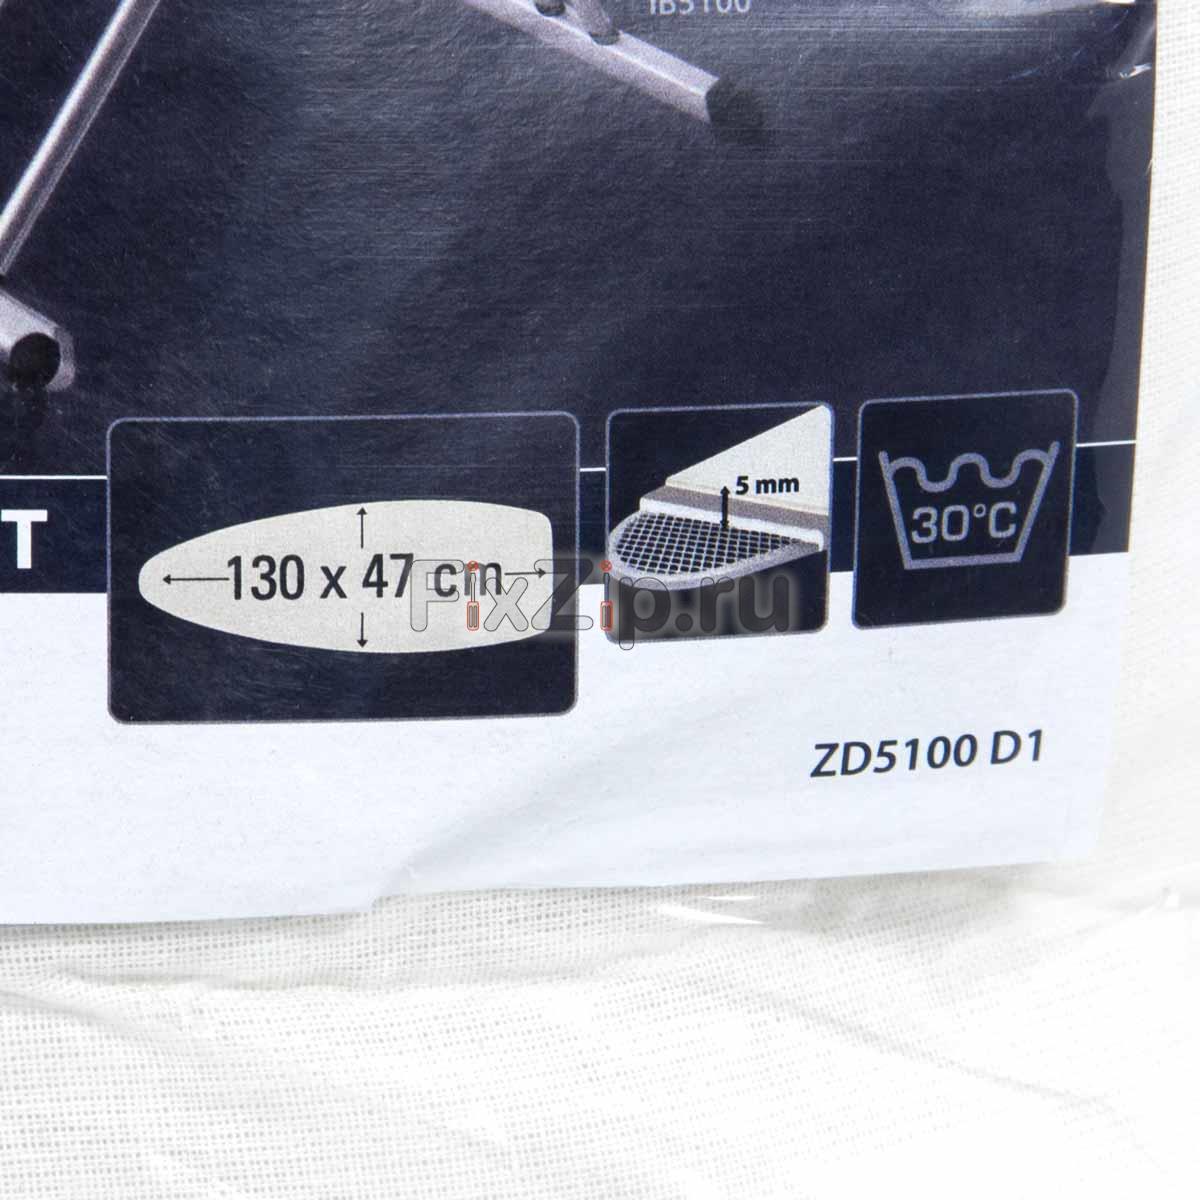 IB5100
T
130 x 47 cm
5 mm
30°C
FixZip.ru
ZD5100 D1